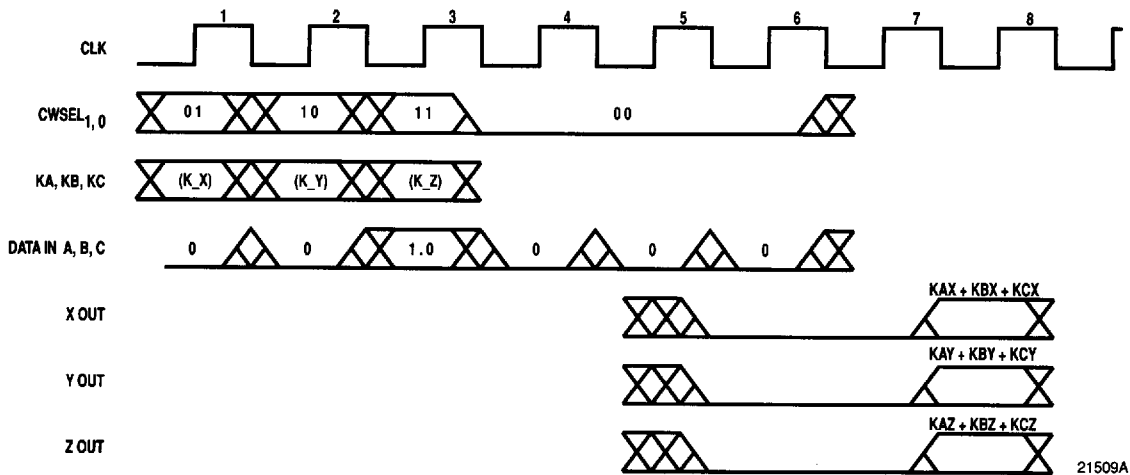 1 2 3 4 5 6 7 8
CLK
CWSEL1, 0 01 10 11 00
KA, KB, KC (K_X) (K_Y) (K_Z)
DATA IN A, B, C 0 0 1.0 0 0 0
KAX + KBX + KCX
X OUT
KAY + KBY + KCY
Y OUT
KAZ + KBZ + KCZ
Z OUT
21509A